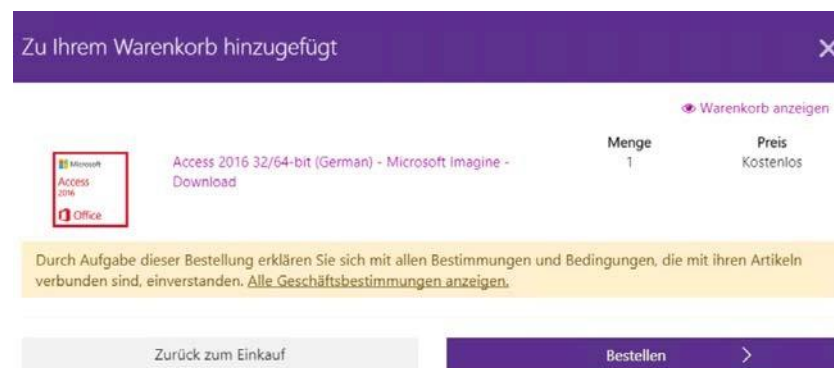 Zu Ihrem Warenkorb hinzugefügt
Warenkorb anzeigen
Menge
Preis
Microsoft
Access
2016
Office
Access 2016 32/64-bit (German) - Microsoft Imagine -
Download
1
Kostenlos
Durch Aufgabe dieser Bestellung erklären Sie sich mit allen Bestimmungen und Bedingungen, die mit ihren Artikeln
verbunden sind, einverstanden. Alle Geschäftsbestimmungen anzeigen.
Zurück zum Einkauf
Bestellen